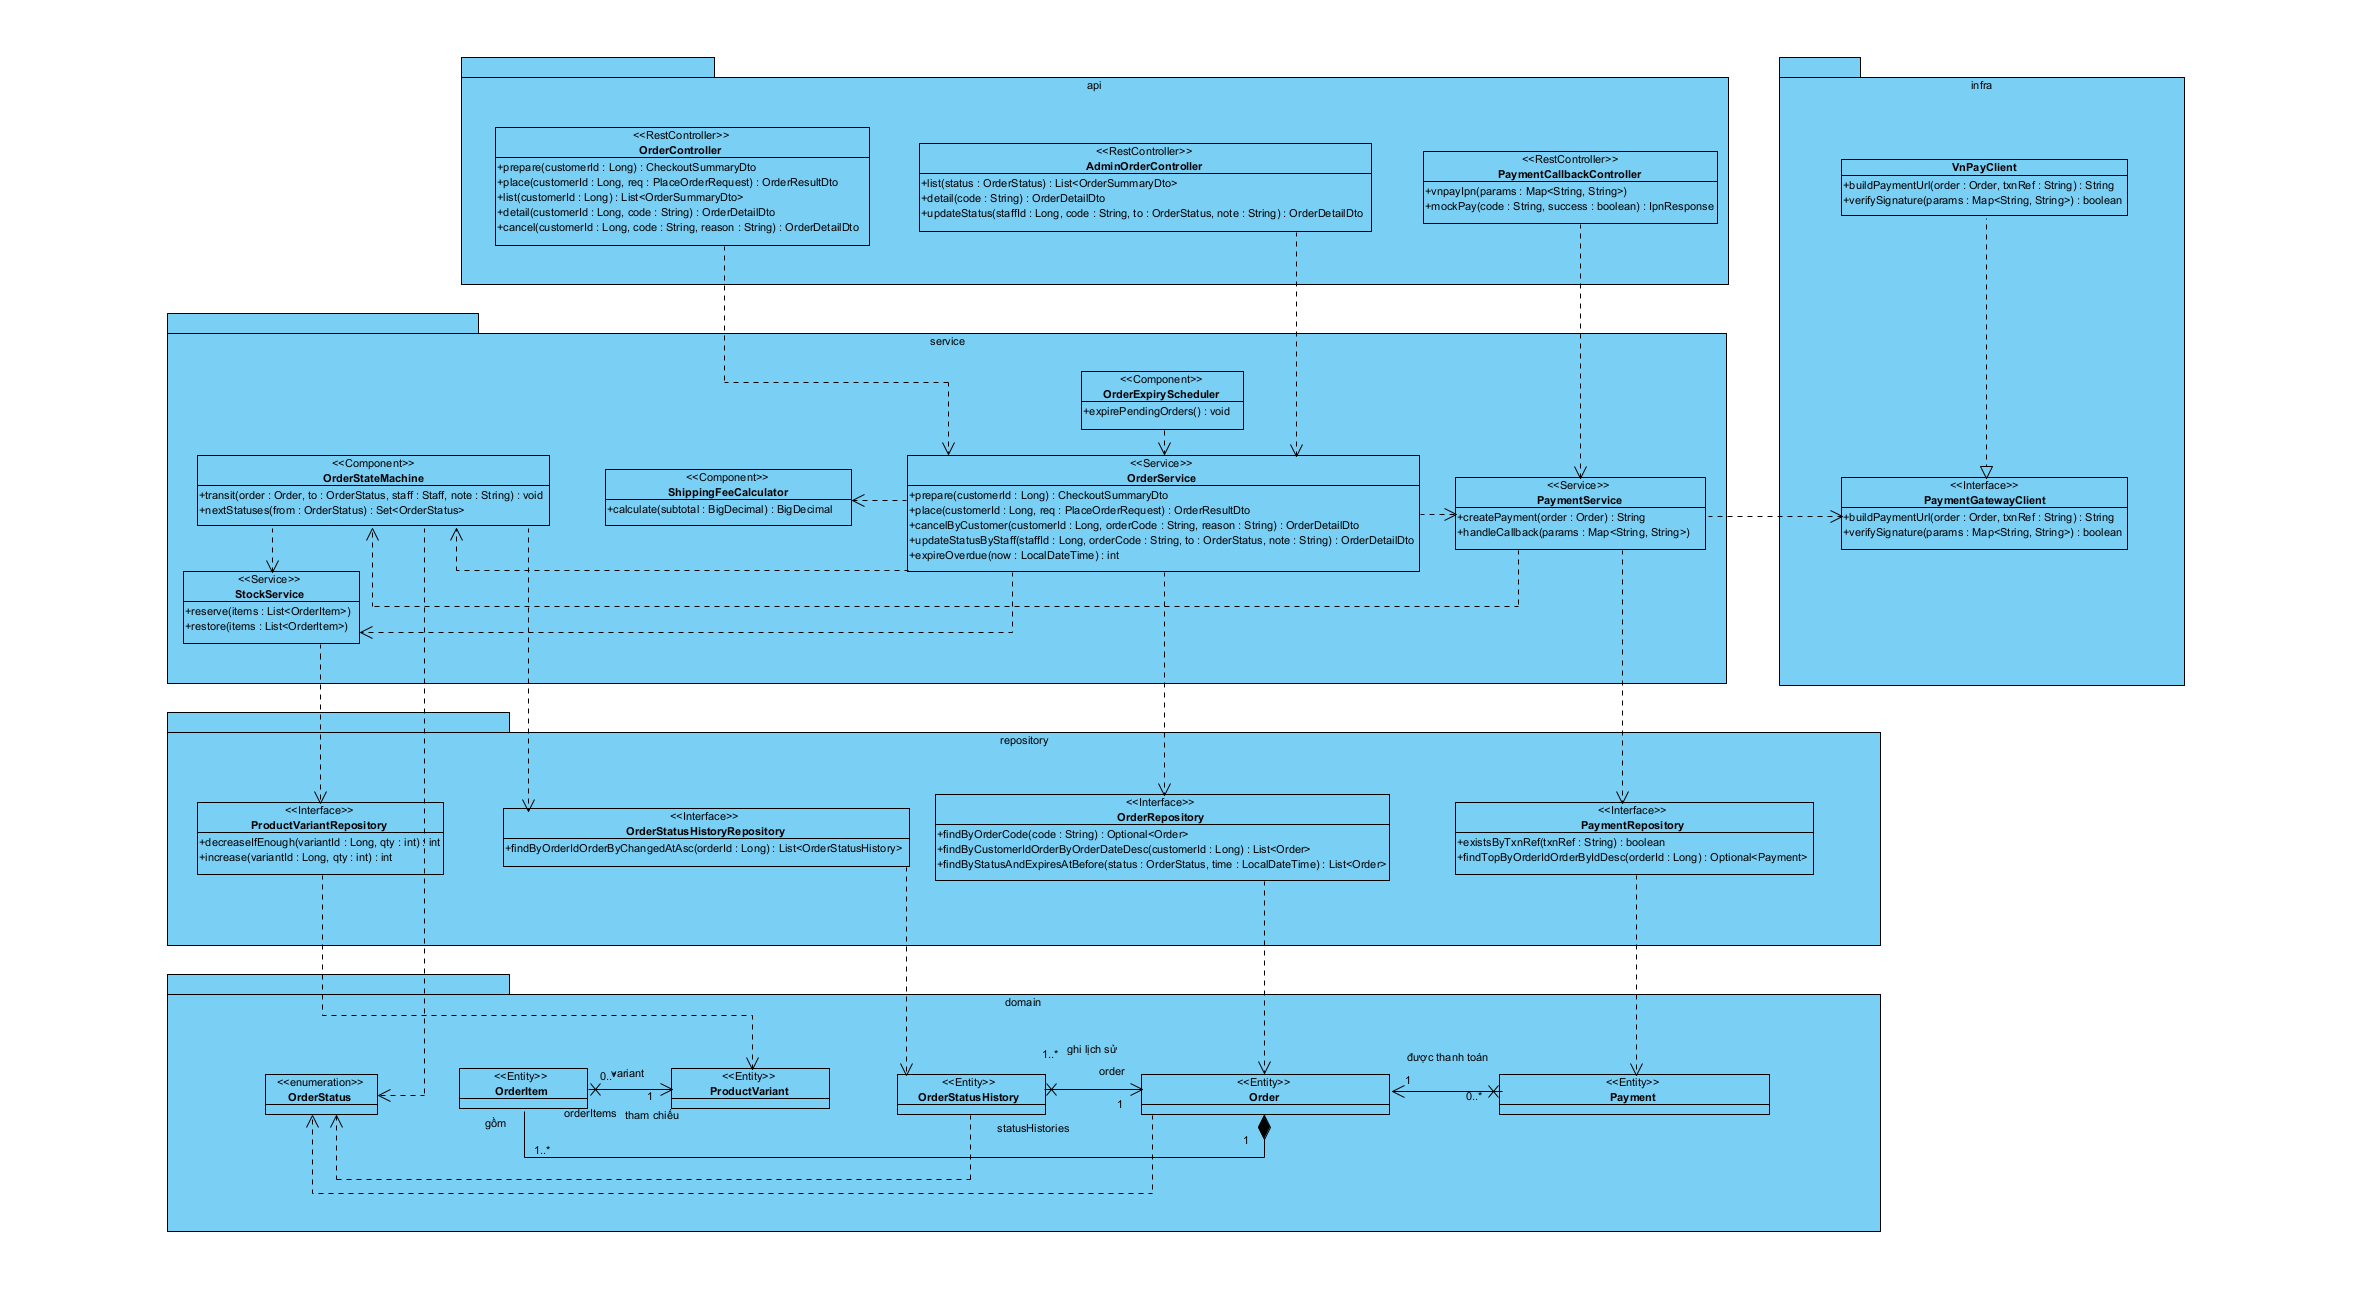 api
<<RestController>>
OrderController
+prepare(customerId : Long) : CheckoutSummaryDto
+place(customerId : Long, req : PlaceOrderRequest) : OrderResultDto
+list(customerId : Long) : List<OrderSummaryDto>
+detail(customerId : Long, code : String) : OrderDetailDto
+cancel(customerId : Long, code : String, reason : String) : OrderDetailDto
<<RestController>>
AdminOrderController
+list(status : OrderStatus) : List<OrderSummaryDto>
+detail(code : String) : OrderDetailDto
+updateStatus(staffId : Long, code : String, to : OrderStatus, note : String) : OrderDetailDto
<<RestController>>
PaymentCallbackController
+vnpayIpn(params : Map<String, String>)
+mockPay(code : String, success : boolean) : IpnResponse
infra
VnPayClient
+buildPaymentUrl(order : Order, txnRef : String) : String
+verifySignature(params : Map<String, String>) : boolean
<<Interface>>
PaymentGatewayClient
+buildPaymentUrl(order : Order, txnRef : String) : String
+verifySignature(params : Map<String, String>) : boolean
service
<<Component>>
OrderExpiryScheduler
+expirePendingOrders() : void
<<Component>>
OrderStateMachine
+transit(order : Order, to : OrderStatus, staff : Staff, note : String) : void
+nextStatuses(from : OrderStatus) : Set<OrderStatus>
<<Component>>
ShippingFeeCalculator
+calculate(subtotal : BigDecimal) : BigDecimal
<<Service>>
OrderService
+prepare(customerId : Long) : CheckoutSummaryDto
+place(customerId : Long, req : PlaceOrderRequest) : OrderResultDto
+cancelByCustomer(customerId : Long, orderCode : String, reason : String) : OrderDetailDto
+updateStatusByStaff(staffId : Long, orderCode : String, to : OrderStatus, note : String) : OrderDetailDto
+expireOverdue(now : LocalDateTime) : int
<<Service>>
PaymentService
+createPayment(order : Order) : String
+handleCallback(params : Map<String, String>)
<<Service>>
StockService
+reserve(items : List<OrderItem>)
+restore(items : List<OrderItem>)
repository
<<Interface>>
ProductVariantRepository
+decreaseIfEnough(variantId : Long, qty : int) : int
+increase(variantId : Long, qty : int) : int
<<Interface>>
OrderStatusHistoryRepository
+findByOrderIdOrderByChangedAtAsc(orderId : Long) : List<OrderStatusHistory>
<<Interface>>
OrderRepository
+findByOrderCode(code : String) : Optional<Order>
+findByCustomerIdOrderByOrderDateDesc(customerId : Long) : List<Order>
+findByStatusAndExpiresAtBefore(status : OrderStatus, time : LocalDateTime) : List<Order>
<<Interface>>
PaymentRepository
+existsByTxnRef(txnRef : String) : boolean
+findTopByOrderIdOrderByIdDesc(orderId : Long) : Optional<Payment>
domain
<<enumeration>>
OrderStatus
<<Entity>>
OrderItem
0..*
variant
1
orderItems
tham chiếu
gồm
1..*
<<Entity>>
ProductVariant
<<Entity>>
OrderStatusHistory
1..*
ghi lịch sử
order
1
statusHistories
<<Entity>>
Order
1
được thanh toán
1
0..*
<<Entity>>
Payment